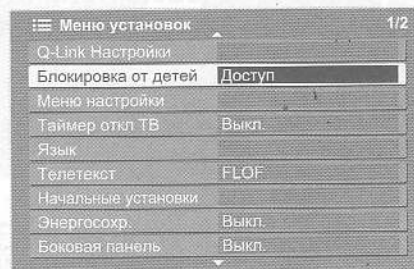 Меню установок 1/2
Q-Link Настройки
Блокировка от детей Доступ
Меню настройки
Таймер откл ТВ Выкл.
Язык
Телетекст FLOF
Начальные установки
Энергосохр. Выкл.
Боковая панель Выкл.